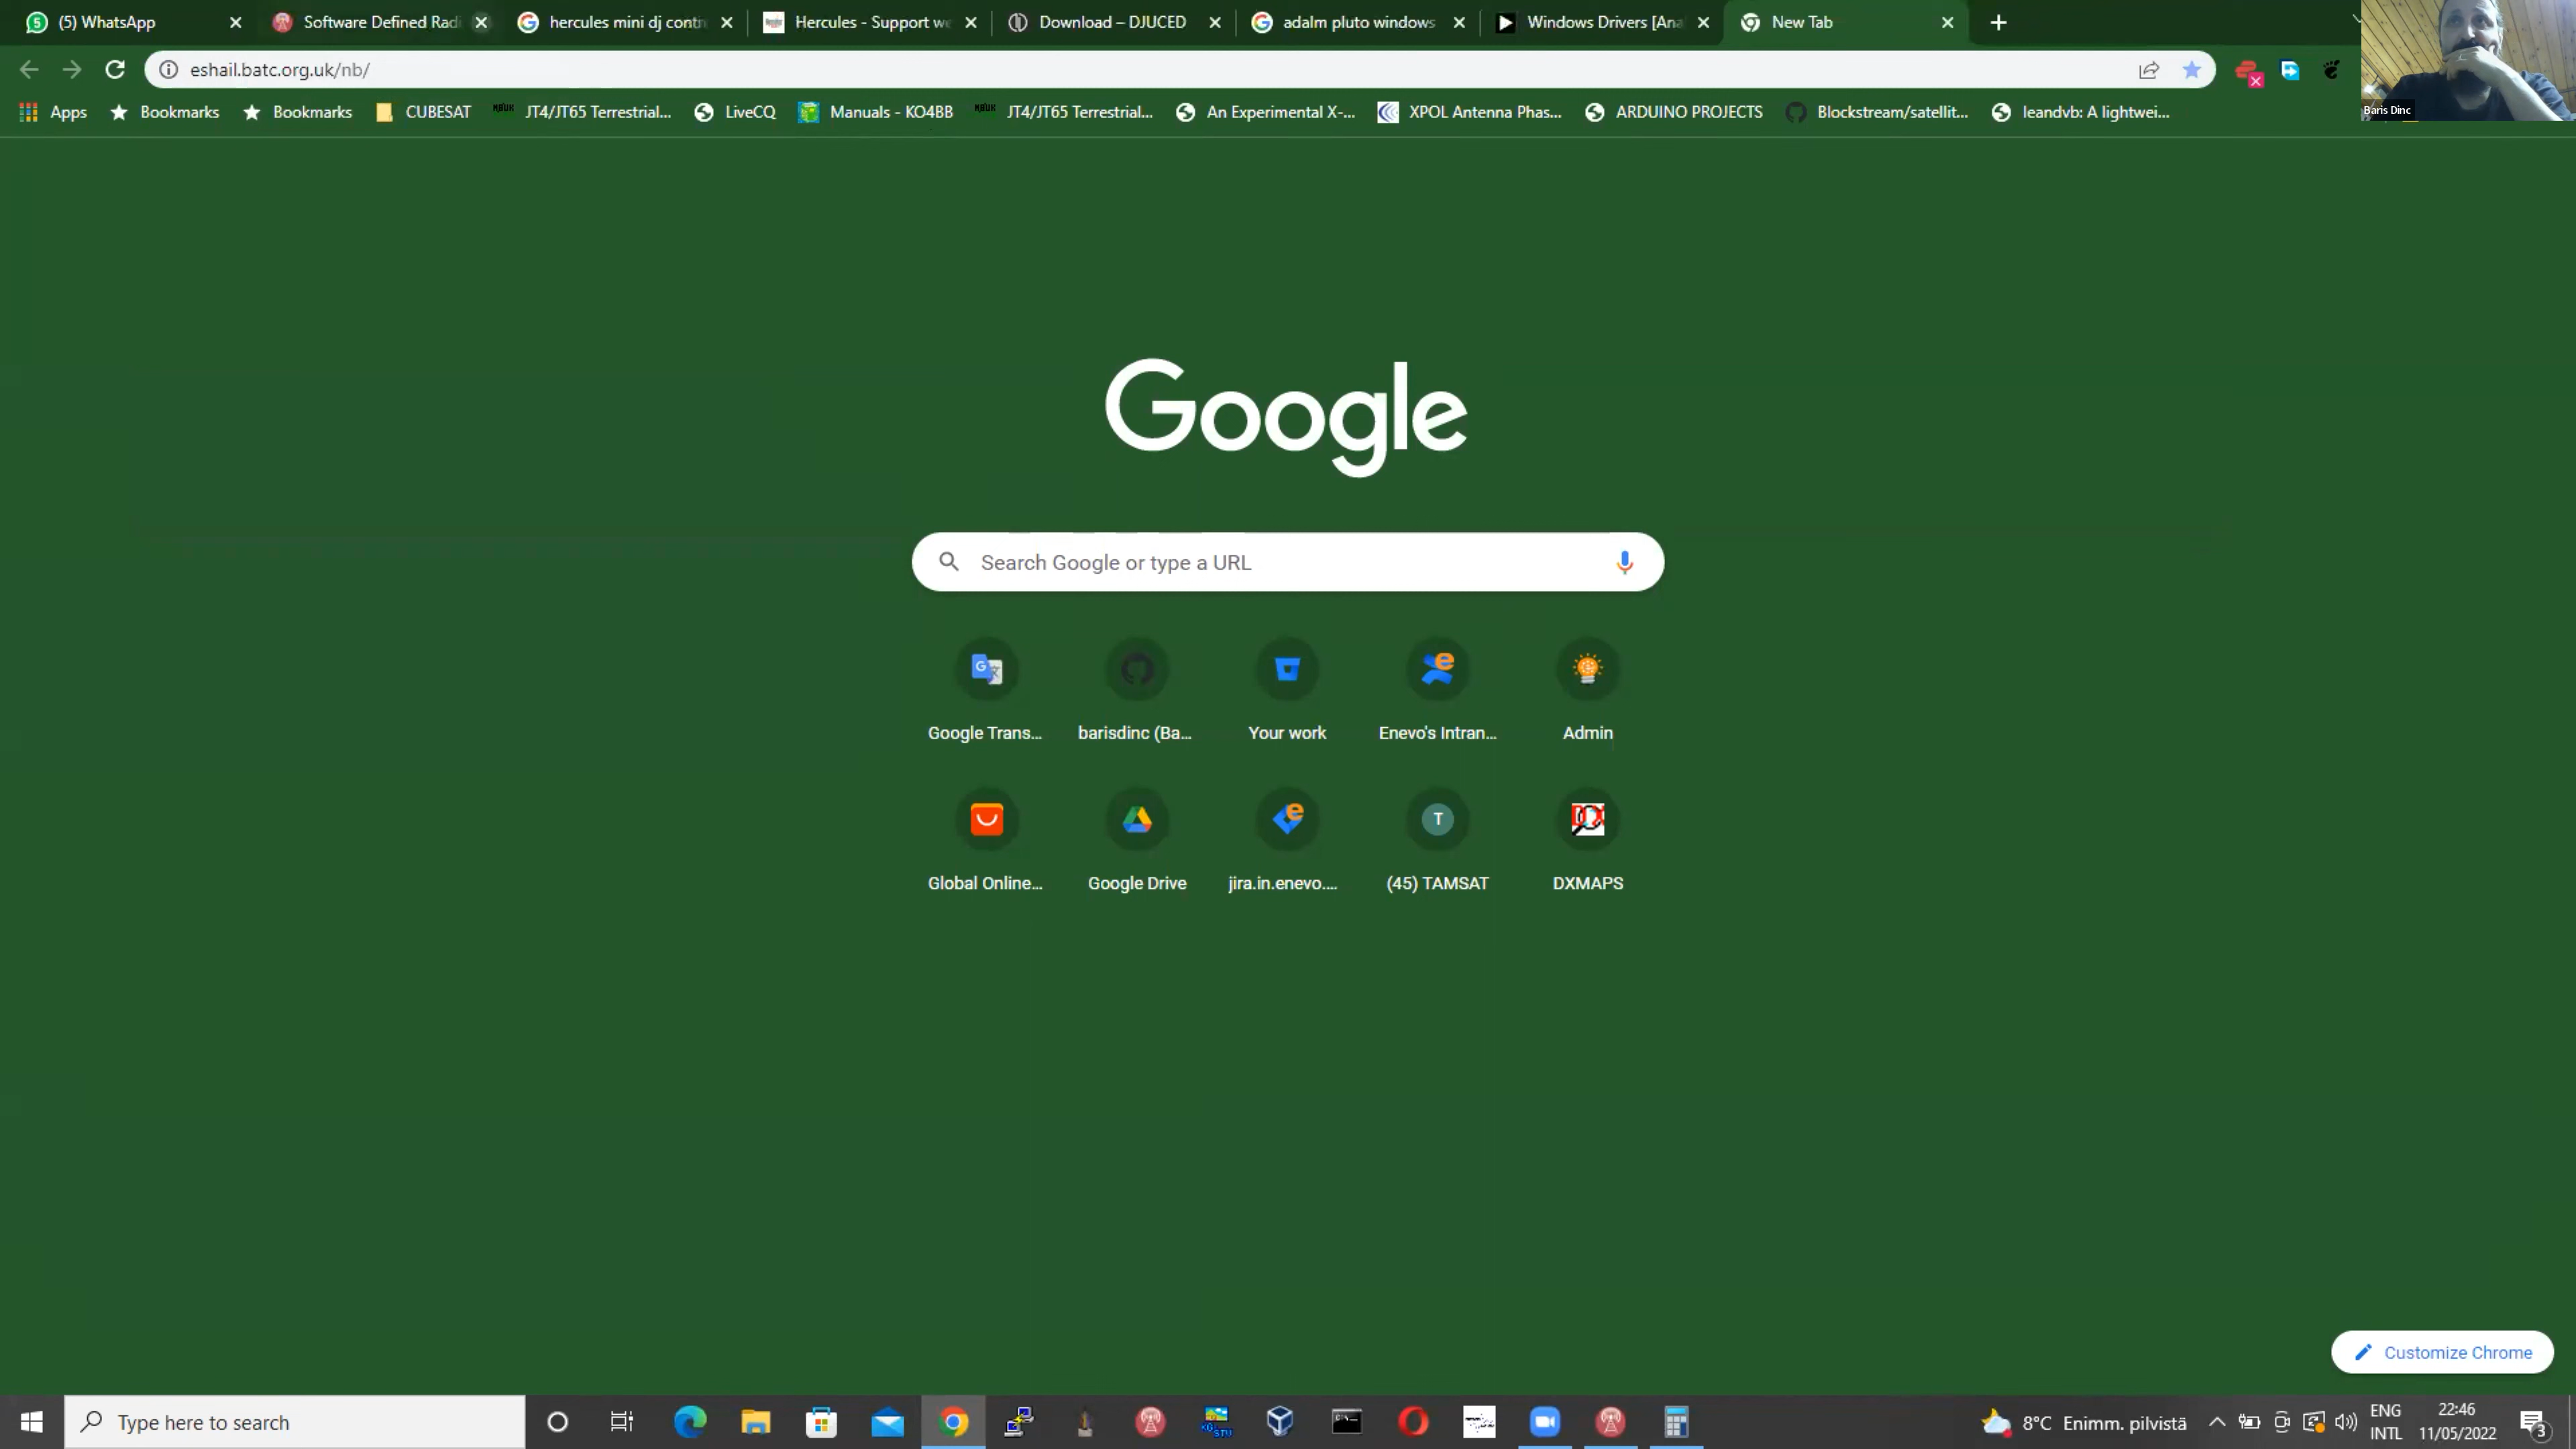 (5) WhatsApp
Software Defined Radi
hercules mini dj contr
Hercules - Support we
Download – DJUCED
adalm pluto windows
Windows Drivers [Ana
New Tab
eshail.batc.org.uk/nb/
Apps
Bookmarks
Bookmarks
CUBESAT
JT4/JT65 Terrestrial...
LiveCQ
Manuals - KO4BB
JT4/JT65 Terrestrial...
An Experimental X-...
XPOL Antenna Phas...
ARDUINO PROJECTS
Blockstream/satellit...
leandvb: A lightwei...
Baris Dinc
Google
Search Google or type a URL
Google Trans...
barisdinc (Ba...
Your work
Enevo's Intran...
Admin
T
Global Online...
Google Drive
jira.in.enevo....
(45) TAMSAT
DXMAPS
Customize Chrome
Type here to search
8°C Enimm. pilvistä
ENG
INTL
22:46
11/05/2022
3